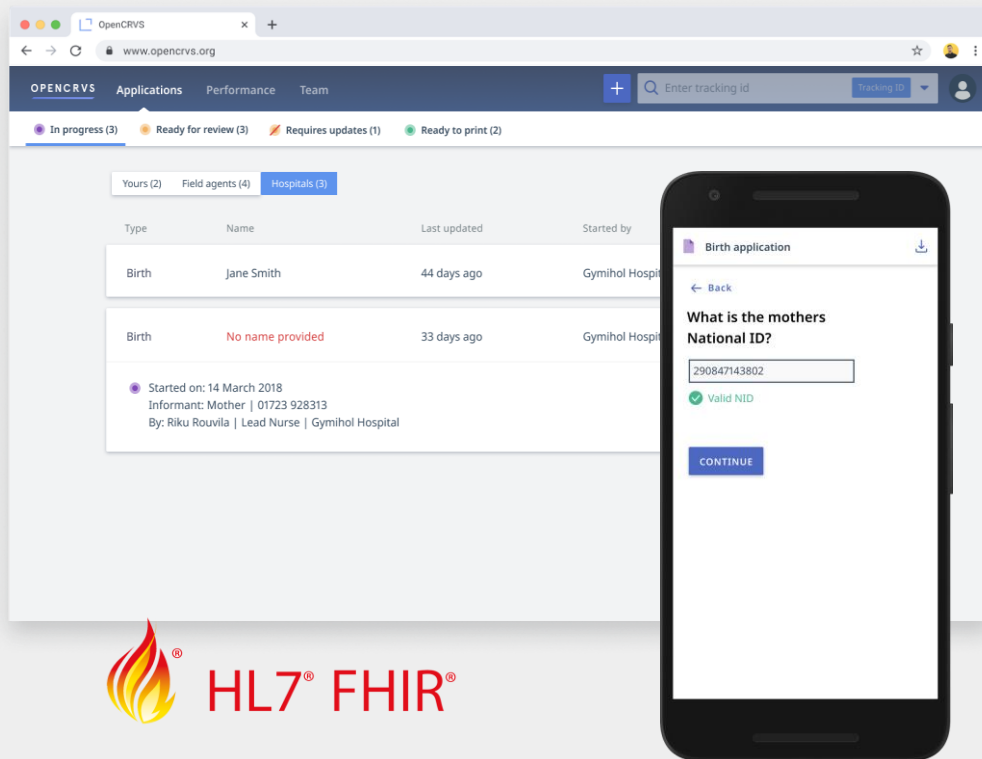 OpenCRVS
www.opencrvs.org
OPENCRVS Applications Performance Team Enter tracking id Tracking ID
In progress (3) Ready for review (3) Requires updates (1) Ready to print (2)
Yours (2) Field agents (4) Hospitals (3)
Type Name Last updated Started by
Birth Jane Smith 44 days ago Gymihol
Birth No name provided 33 days ago Gymihol
Started on: 14 March 2018
Informant: Mother | 01723 928313
By: Riku Rouvila | Lead Nurse | Gymihol Hospital
Birth application
Back
What is the mothers
National ID?
290847143802
Valid NID
CONTINUE
HL7® FHIR®